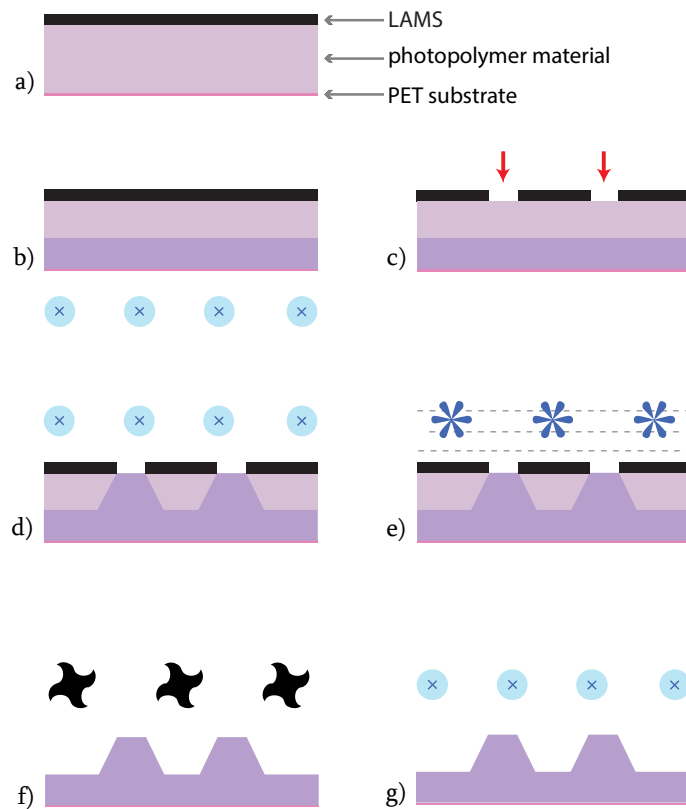 LAMS
photopolymer material
PET substrate
a)
b)
c)
d)
e)
f)
g)